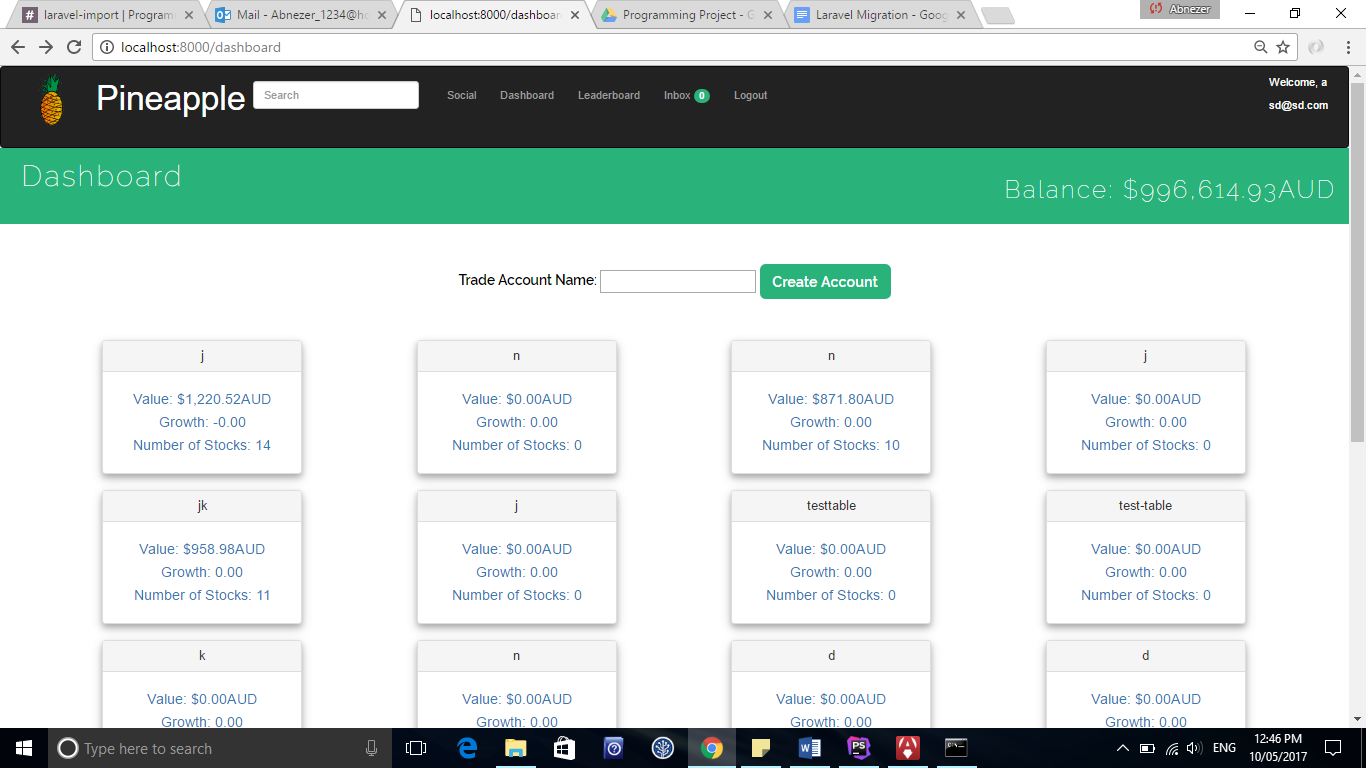 laravel-import | Program
Mail - Abnezer_1234@ho
localhost:8000/dashboar
Programming Project - G
Laravel Migration - Goog
Abnezer
localhost:8000/dashboard
Pineapple
Search
Social
Dashboard
Leaderboard
Inbox 0
Logout
Welcome, a
sd@sd.com
Dashboard
Balance: $996,614.93AUD
Trade Account Name:
Create Account
j
Value: $1,220.52AUD
Growth: -0.00
Number of Stocks: 14
n
Value: $0.00AUD
Growth: 0.00
Number of Stocks: 0
n
Value: $871.80AUD
Growth: 0.00
Number of Stocks: 10
j
Value: $0.00AUD
Growth: 0.00
Number of Stocks: 0
jk
Value: $958.98AUD
Growth: 0.00
Number of Stocks: 11
j
Value: $0.00AUD
Growth: 0.00
Number of Stocks: 0
testtable
Value: $0.00AUD
Growth: 0.00
Number of Stocks: 0
test-table
Value: $0.00AUD
Growth: 0.00
Number of Stocks: 0
k
Value: $0.00AUD
Growth: 0.00
n
Value: $0.00AUD
Growth: 0.00
d
Value: $0.00AUD
Growth: 0.00
d
Value: $0.00AUD
Growth: 0.00
Type here to search
ENG
12:46 PM
10/05/2017